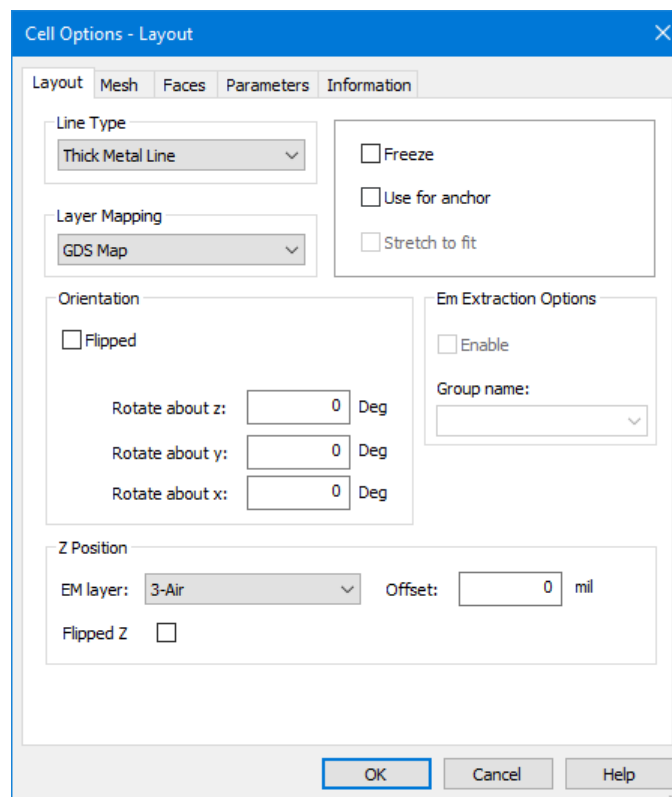 Cell Options - Layout
Layout Mesh Faces Parameters Information
Line Type
Thick Metal Line
Freeze
Use for anchor
Layer Mapping
GDS Map
Stretch to fit
Orientation
Flipped
Em Extraction Options
Enable
Group name:
Rotate about z: 0 Deg
Rotate about y: 0 Deg
Rotate about x: 0 Deg
Z Position
EM layer: 3-Air Offset: 0 mil
Flipped Z
OK Cancel Help